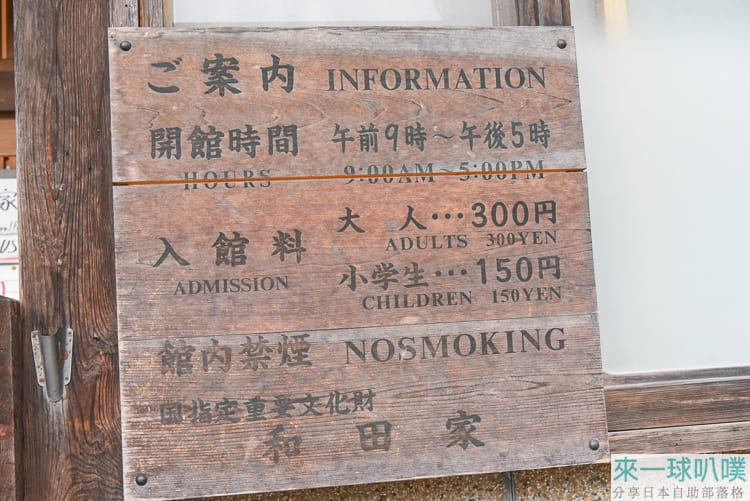 ご案内 INFORMATION
開館時間 午前9時～午後5時
HOURS 9:00AM～5:00PM
入館料 大人･･･300円
ADULTS 300YEN
ADMISSION 小学生･･･150円
CHILDREN 150YEN
館内禁煙 NOSMOKING
国指定重要文化財
和田家
來一球叭噗
分享日本自助部落格